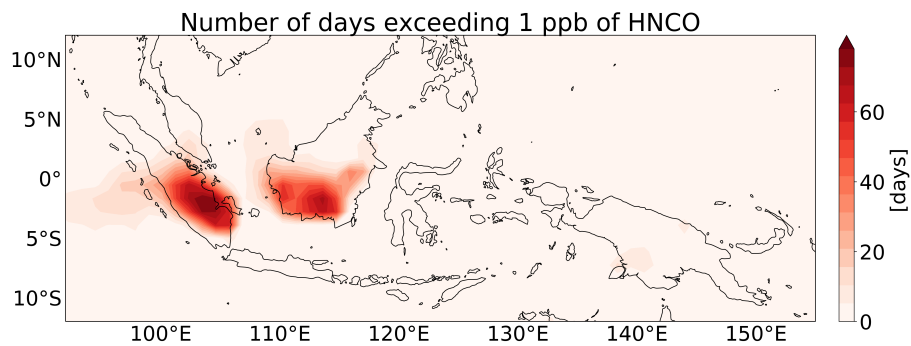 Number of days exceeding 1 ppb of HNCO
10°N
5°N
0°
5°S
10°S
100°E 110°E 120°E 130°E 140°E 150°E
60
40
20
0
[days]